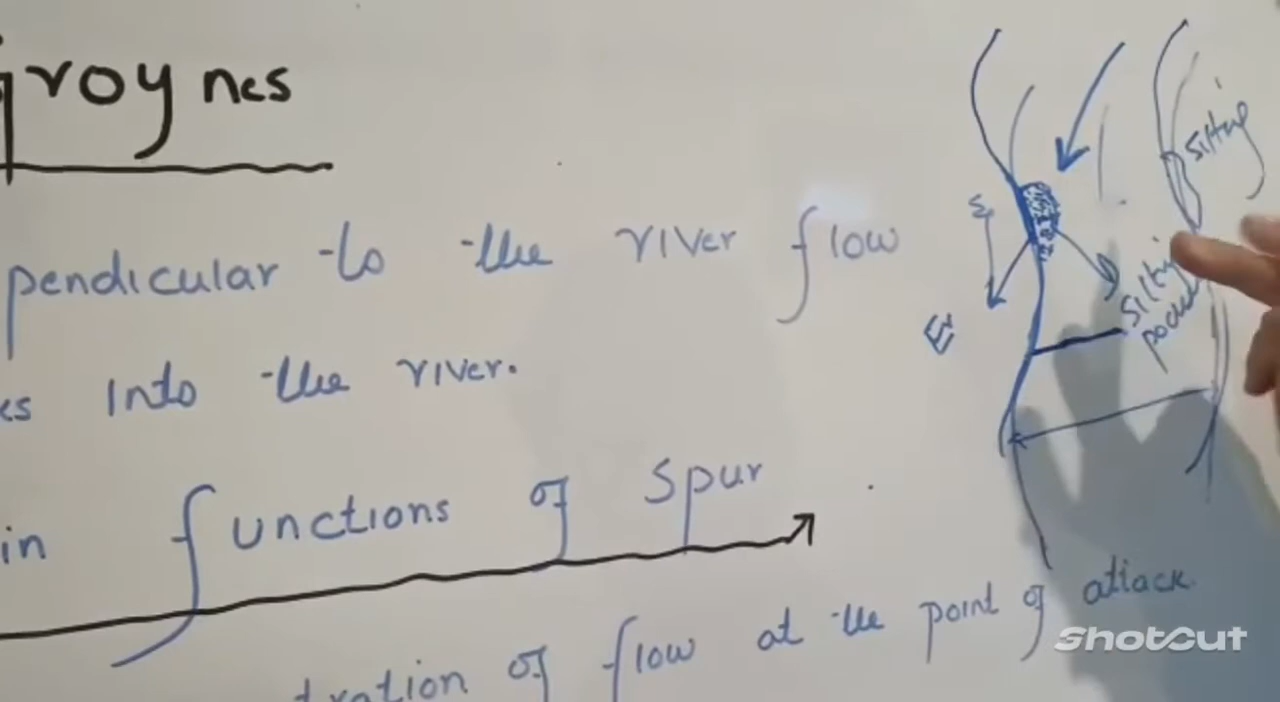 groynes
pendicular to the river flow
es into the river.
in functions of spur
tration of flow at the point of attack
Silting
Silting
pocket
Shotcut